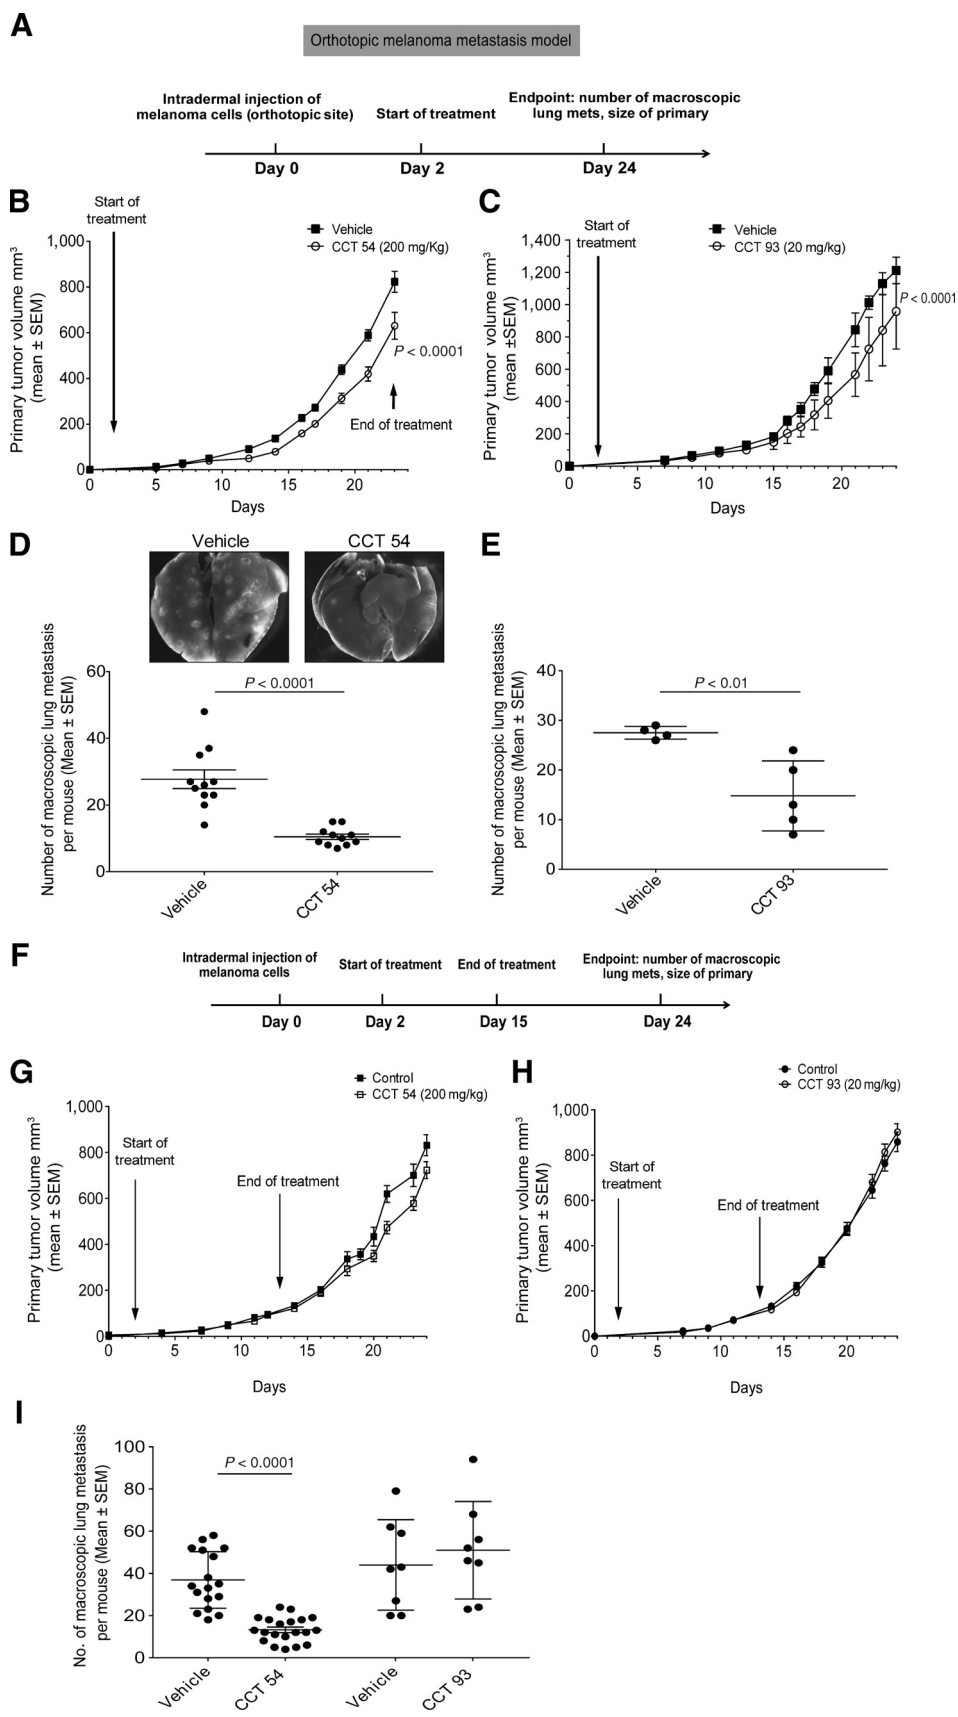 A
Orthotopic melanoma metastasis model
Intradermal injection of
melanoma cells (orthotopic site)
Start of treatment
Endpoint: number of macroscopic
lung mets, size of primary
Day 0
Day 2
Day 24
B
Start of
treatment
Vehicle
CCT 54 (200 mg/Kg)
Primary tumor volume mm³
(mean ± SEM)
1,000
800
600
400
200
0
P < 0.0001
End of treatment
0
5
10
15
20
Days
C
Start of
treatment
Vehicle
CCT 93 (20 mg/kg)
Primary tumor volume mm³
(mean ±SEM)
1,400
1,200
1,000
800
600
400
200
0
P < 0.0001
0
5
10
15
20
Days
D
Vehicle
CCT 54
Number of macroscopic lung metastasis
per mouse (Mean ± SEM)
60
40
20
0
P < 0.0001
Vehicle
CCT 54
E
Number of macroscopic lung metastasis
per mouse (Mean ± SEM)
40
30
20
10
0
P < 0.01
Vehicle
CCT 93
F
Intradermal injection of
melanoma cells
Start of treatment
End of treatment
Endpoint: number of macroscopic
lung mets, size of primary
Day 0
Day 2
Day 15
Day 24
G
Control
CCT 54 (200 mg/kg)
Primary tumor volume mm³
(mean ± SEM)
1,000
800
600
400
200
0
Start of
treatment
End of treatment
0
5
10
15
20
Days
H
Control
CCT 93 (20 mg/kg)
Primary tumor volume mm³
(mean ± SEM)
1,000
800
600
400
200
0
Start of
treatment
End of treatment
0
5
10
15
20
Days
I
No. of macroscopic lung metastasis
per mouse (Mean ± SEM)
100
80
60
40
20
0
P < 0.0001
Vehicle
CCT 54
Vehicle
CCT 93